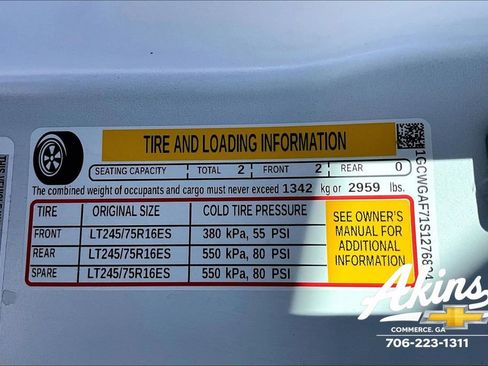 TIRE AND LOADING INFORMATION
SEATING CAPACITY TOTAL 2 FRONT 2 REAR 0
The combined weight of occupants and cargo must never exceed 1342 kg or 2959 lbs.
TIRE ORIGINAL SIZE COLD TIRE PRESSURE
FRONT LT245/75R16ES 380 kPa, 55 PSI
REAR LT245/75R16ES 550 kPa, 80 PSI
SPARE LT245/75R16ES 550 kPa, 80 PSI
SEE OWNER'S
MANUAL FOR
ADDITIONAL
INFORMATION
Akins
COMMERCE, GA
706-223-1311